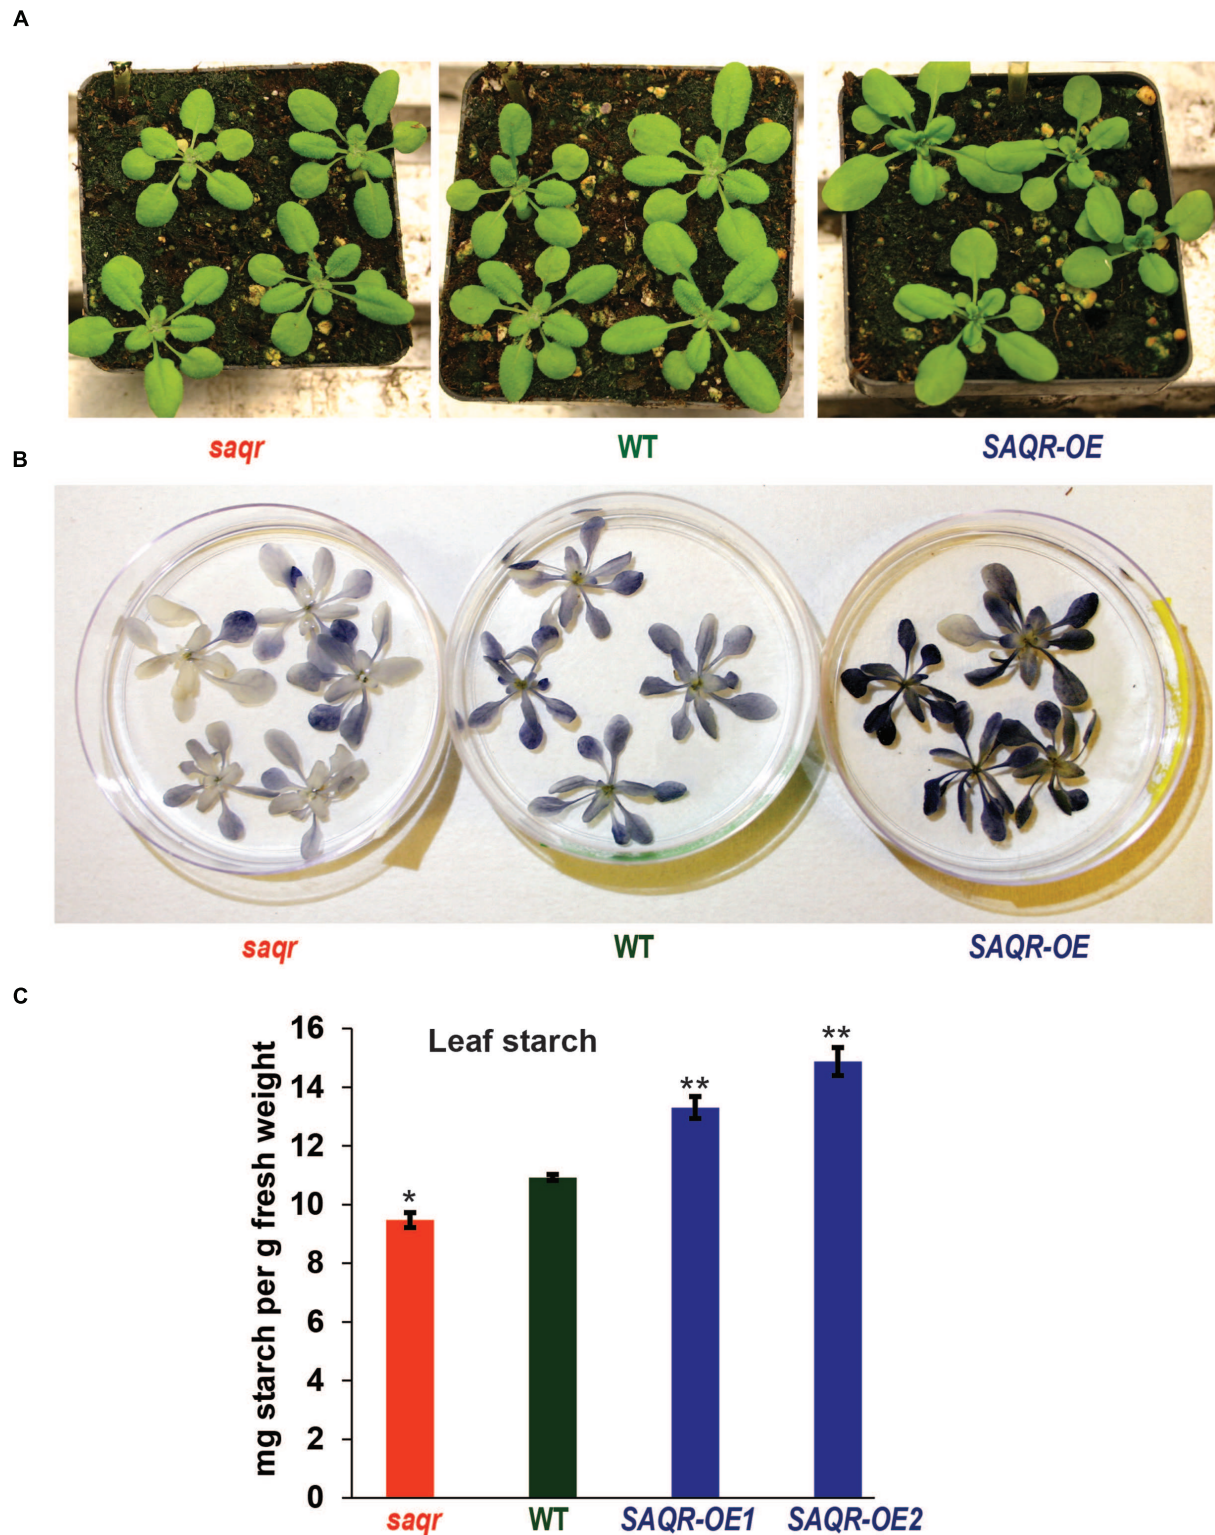 A
saqr WT SAQR-OE
B
saqr WT SAQR-OE
C
Leaf starch
mg starch per g fresh weight
16
14
12
10
8
6
4
2
0
* ** **
saqr WT SAQR-OE1 SAQR-OE2